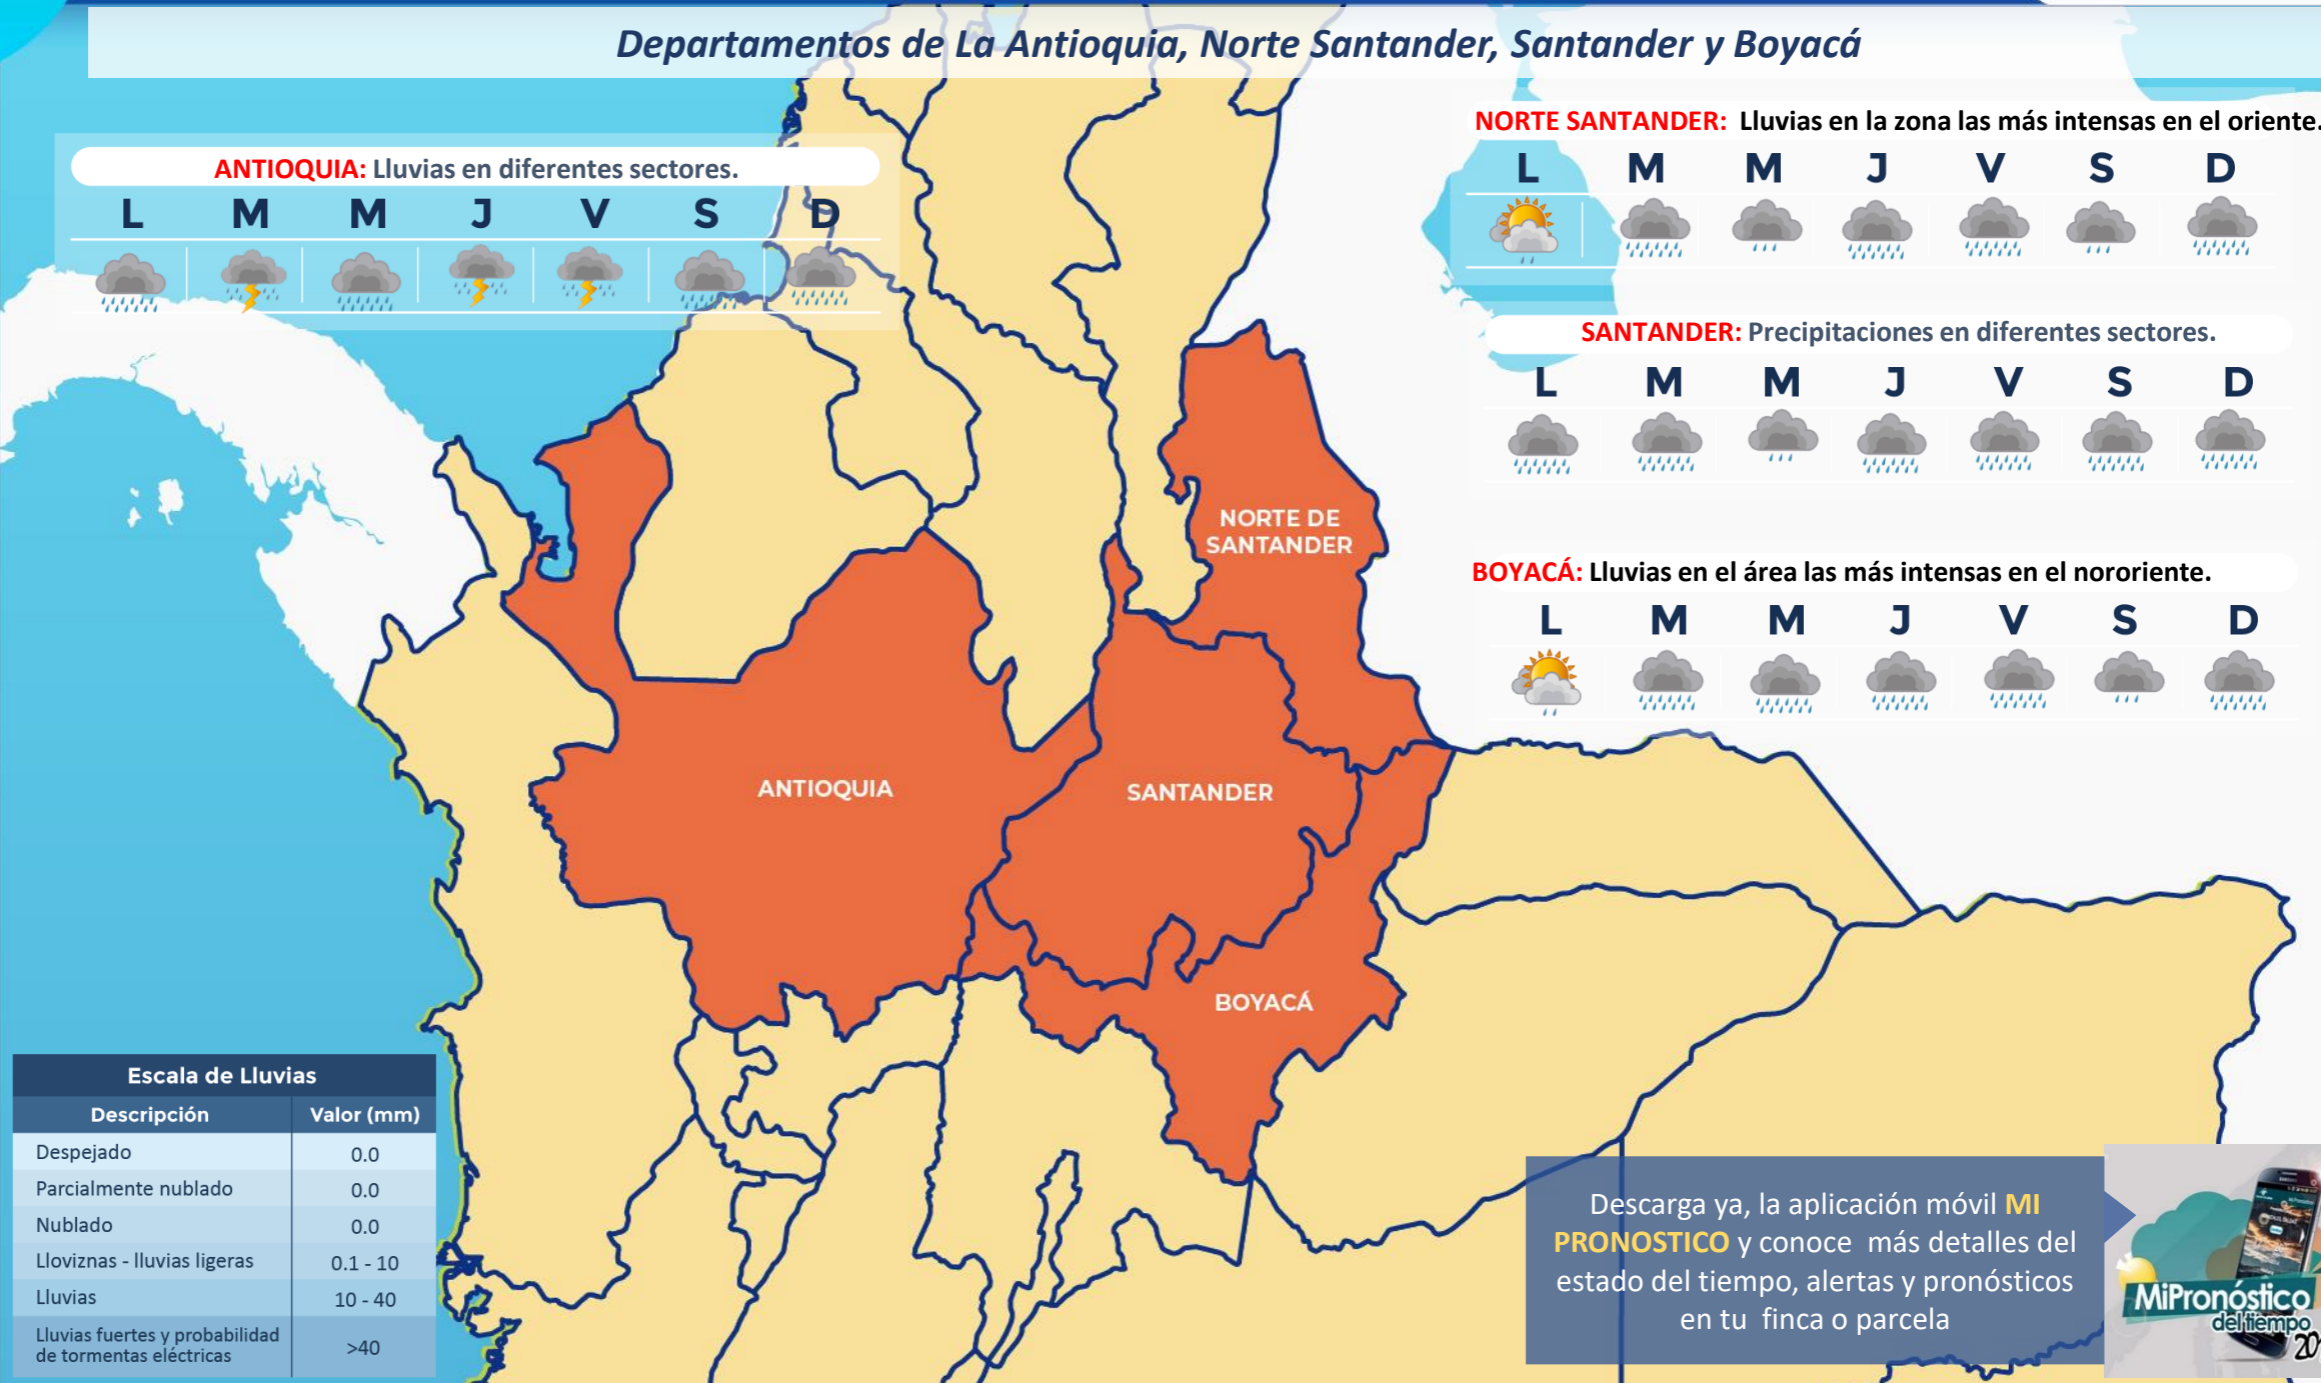 Departamentos de La Antioquia, Norte Santander, Santander y Boyacá
ANTIOQUIA: Lluvias en diferentes sectores.
L M M J V S D
NORTE SANTANDER: Lluvias en la zona las más intensas en el oriente.
L M M J V S D
SANTANDER: Precipitaciones en diferentes sectores.
L M M J V S D
BOYACÁ: Lluvias en el área las más intensas en el nororiente.
L M M J V S D
NORTE DE
SANTANDER
ANTIOQUIA
SANTANDER
BOYACÁ
Escala de Lluvias
Descripción Valor (mm)
Despejado 0.0
Parcialmente nublado 0.0
Nublado 0.0
Lloviznas - lluvias ligeras 0.1 - 10
Lluvias 10 - 40
Lluvias fuertes y probabilidad
de tormentas eléctricas >40
Descarga ya, la aplicación móvil MI
PRONOSTICO y conoce más detalles del
estado del tiempo, alertas y pronósticos
en tu finca o parcela
MiPronóstico
del tiempo